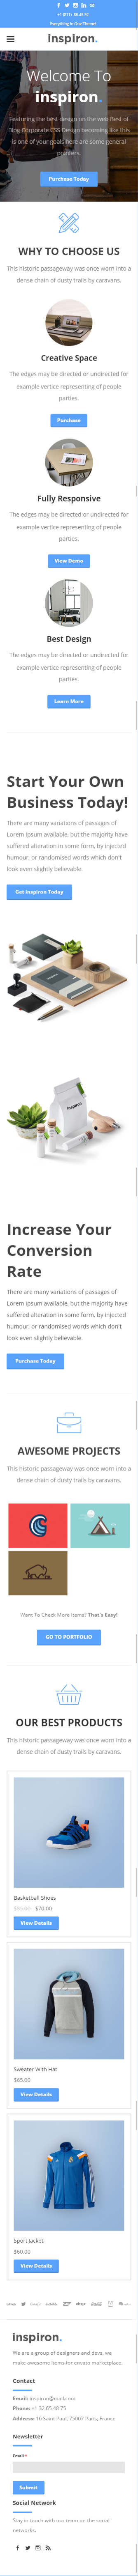 +1 (811) 46 45 92
Everything in One Theme!
inspiron.
Welcome To
inspiron.
Featuring the best design on the web full of
Blog Corporate CSS Design becoming like this
is one of your favorite here are some general
pointers.
Purchase Today
WHY TO CHOOSE US
This historic passageway was once worn into a
dense chain of dusty trails by caravans.
Creative Space
The edges may be directed or undirected for
example vertice representing of people
parties.
Purchase
Fully Responsive
The edges may be directed or undirected for
example vertice representing of people
parties.
View Demo
Best Design
The edges may be directed or undirected for
example vertice representing of people
parties.
Learn More
Start Your Own
Business Today!
There are many variations of passages of
Lorem Ipsum available, but the majority have
suffered alteration in some form, by injected
humour, or randomised words which don't
look even slightly believable.
Get inspiron Today
inspiron
Increase Your
Conversion
Rate
There are many variations of passages of
Lorem Ipsum available, but the majority have
suffered alteration in some form, by injected
humour, or randomised words which don't
look even slightly believable.
Purchase Today
AWESOME PROJECTS
This historic passageway was once worn into a
dense chain of dusty trails by caravans.
Want To Check More Items? That's Easy!
GO TO PORTFOLIO
OUR BEST PRODUCTS
This historic passageway was once worn into a
dense chain of dusty trails by caravans.
Basketball Shoes
$70.00
View Details
Sweater With Hat
$65.00
View Details
Sport Jacket
$60.00
View Details
Google
inspiron.
We are a group of designers and devs, we
make awesome items for envato marketplace.
Contact
Email: inspiron@mail.com
Phone: +1 32 65 48 75
Address: 16 Saint Paul, 75007 Paris, France
Newsletter
Email *
Submit
Social Network
Stay in touch with our team on the social
networks.